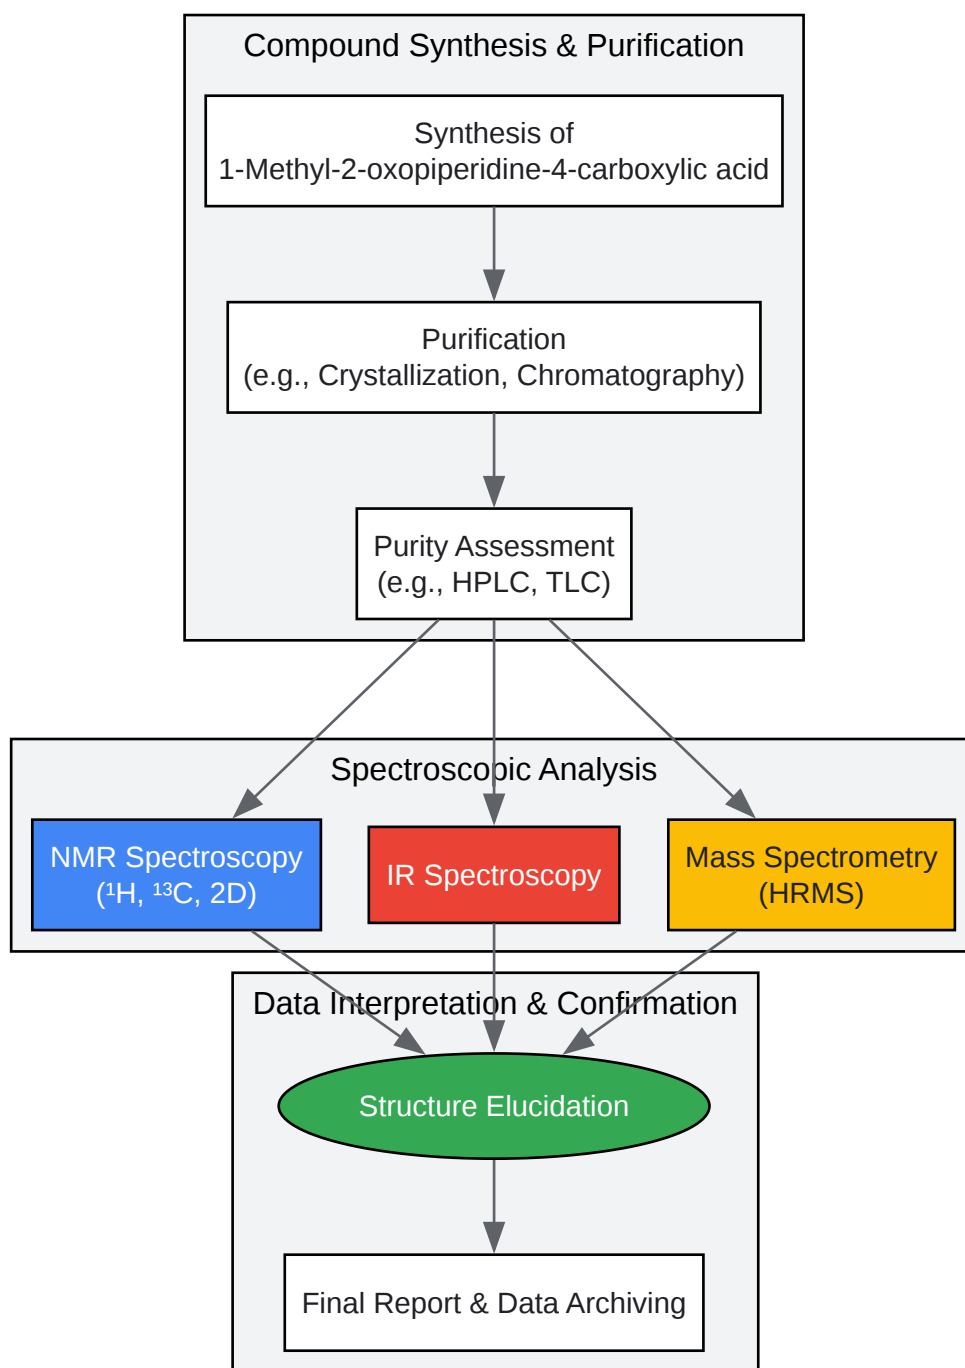 Compound Synthesis & Purification
Synthesis of
1-Methyl-2-oxopiperidine-4-carboxylic acid
Purification
(e.g., Crystallization, Chromatography)
Purity Assessment
(e.g., HPLC, TLC)
Spectroscopic Analysis
NMR Spectroscopy
(¹H, ¹³C, 2D)
IR Spectroscopy
Mass Spectrometry
(HRMS)
Data Interpretation & Confirmation
Structure Elucidation
Final Report & Data Archiving